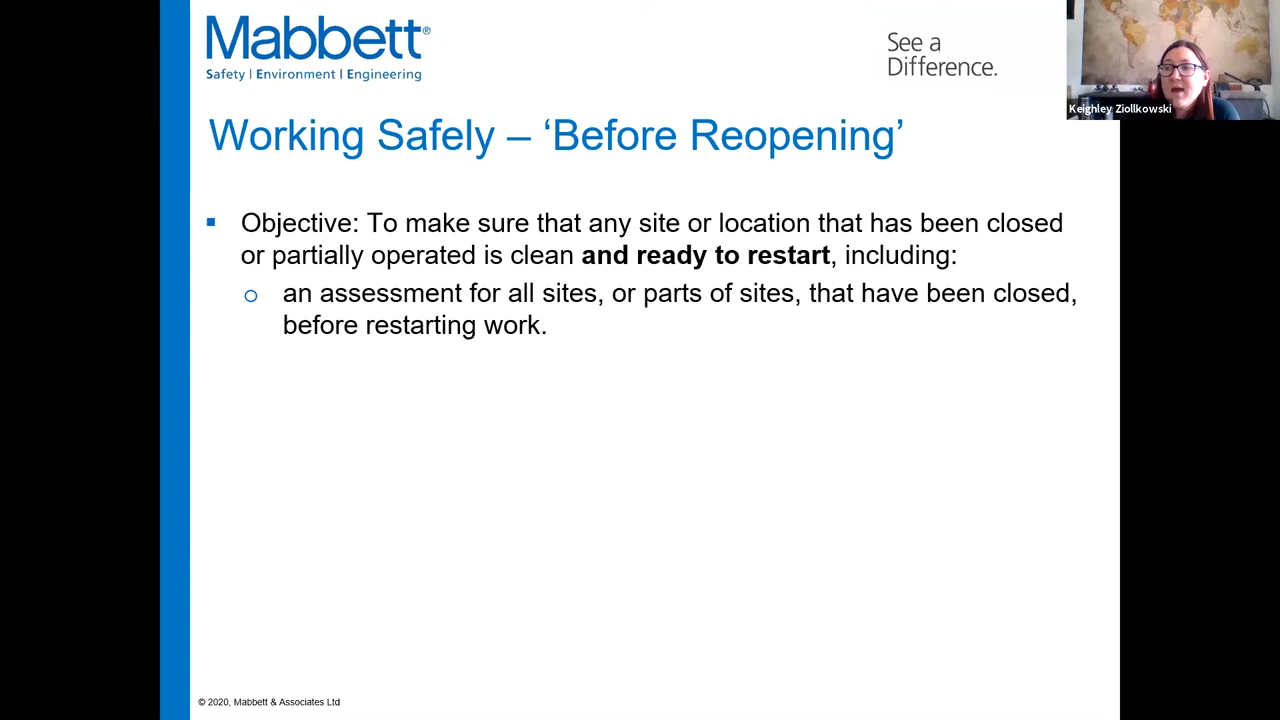 Mabbett®
Safety | Environment | Engineering
See a
Difference.
Keighley Ziollkowski
Working Safely – ‘Before Reopening’
▪ Objective: To make sure that any site or location that has been closed
or partially operated is clean and ready to restart, including:
o an assessment for all sites, or parts of sites, that have been closed,
before restarting work.
© 2020, Mabbett & Associates Ltd